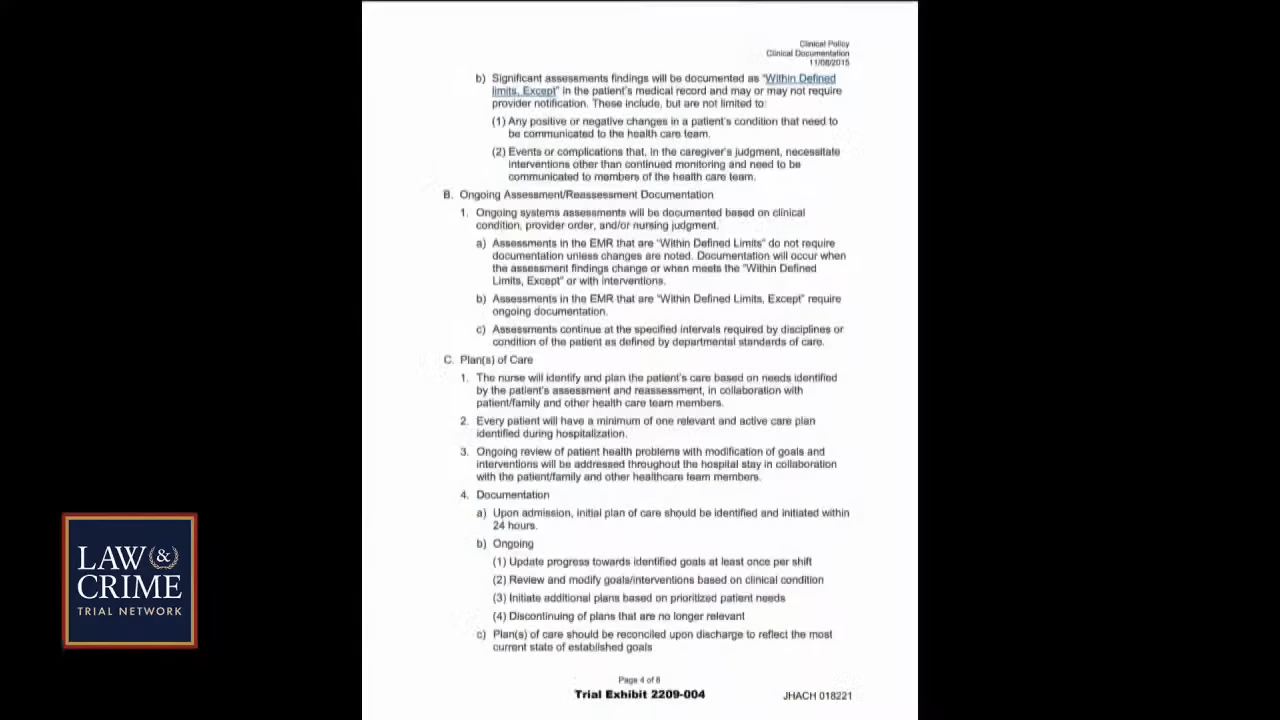 Clinical Policy
Clinical Documentation
11/08/2015
b) Significant assessments findings will be documented as "Within Defined
limits, Except" in the patient's medical record and may or may not require
provider notification. These include, but are not limited to:
(1) Any positive or negative changes in a patient's condition that need to
be communicated to the health care team.
(2) Events or complications that, in the caregiver's judgment, necessitate
interventions other than continued monitoring and need to be
communicated to members of the health care team.
B. Ongoing Assessment/Reassessment Documentation
1. Ongoing systems assessments will be documented based on clinical
condition, provider order, and/or nursing judgment.
a) Assessments in the EMR that are "Within Defined Limits" do not require
documentation unless changes are noted. Documentation will occur when
the assessment findings change or when meets the "Within Defined
Limits, Except" or with interventions.
b) Assessments in the EMR that are "Within Defined Limits, Except" require
ongoing documentation.
c) Assessments continue at the specified intervals required by disciplines or
condition of the patient as defined by departmental standards of care.
C. Plan(s) of Care
1. The nurse will identify and plan the patient's care based on needs identified
by the patient's assessment and reassessment, in collaboration with
patient/family and other health care team members.
2. Every patient will have a minimum of one relevant and active care plan
identified during hospitalization.
3. Ongoing review of patient health problems with modification of goals and
interventions will be addressed throughout the hospital stay in collaboration
with the patient/family and other healthcare team members.
4. Documentation
a) Upon admission, initial plan of care should be identified and initiated within
24 hours.
b) Ongoing
(1) Update progress towards identified goals at least once per shift
(2) Review and modify goals/interventions based on clinical condition
(3) Initiate additional plans based on prioritized patient needs
(4) Discontinuing of plans that are no longer relevant
c) Plan(s) of care should be reconciled upon discharge to reflect the most
current state of established goals
Page 4 of 8
Trial Exhibit 2209-004
JHACH 018221
LAW &
CRIME
TRIAL NETWORK